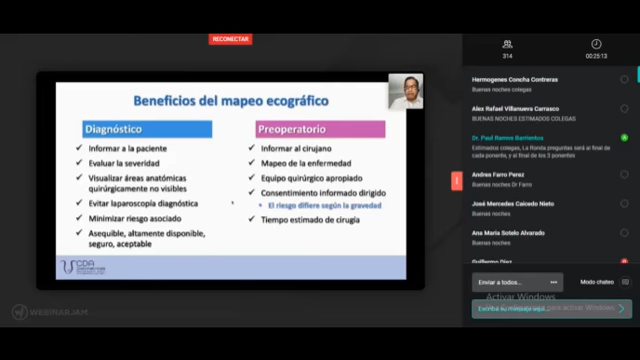 RECONECTAR
Beneficios del mapeo ecográfico
Diagnóstico
Informar a la paciente
Evaluar la severidad
Visualizar áreas anatómicas
quirúrgicamente no visibles
Evitar laparoscopía diagnóstica
Minimizar riesgo asociado
Asequible, altamente disponible,
seguro, aceptable
Preoperatorio
Informar al cirujano
Mapeo de la enfermedad
Equipo quirúrgico apropiado
Consentimiento informado dirigido
El riesgo difiere según la gravedad
Tiempo estimado de cirugía
CDA
WEBINARJAM
314
00:25:13
Hermogenes Concha Contreras
Buenas noches colegas
Alex Rafael Villanueva Carrasco
BUENAS NOCHES ESTIMADOS COLEGAS
Dr. Paul Ramos Barrientos
Estimados colegas, La Ronda preguntas será al final de
cada ponente, y al final de los 3 ponentes
Andrea Farro Perez
Buenas noches Dr Farro
José Mercedes Caicedo Nieto
Buenas noches
Ana Maria Sotelo Alvarado
Buenas noches
Guillermo Díaz
Enviar a todos...
Modo chateo
Activar Windows
para activar Windows.